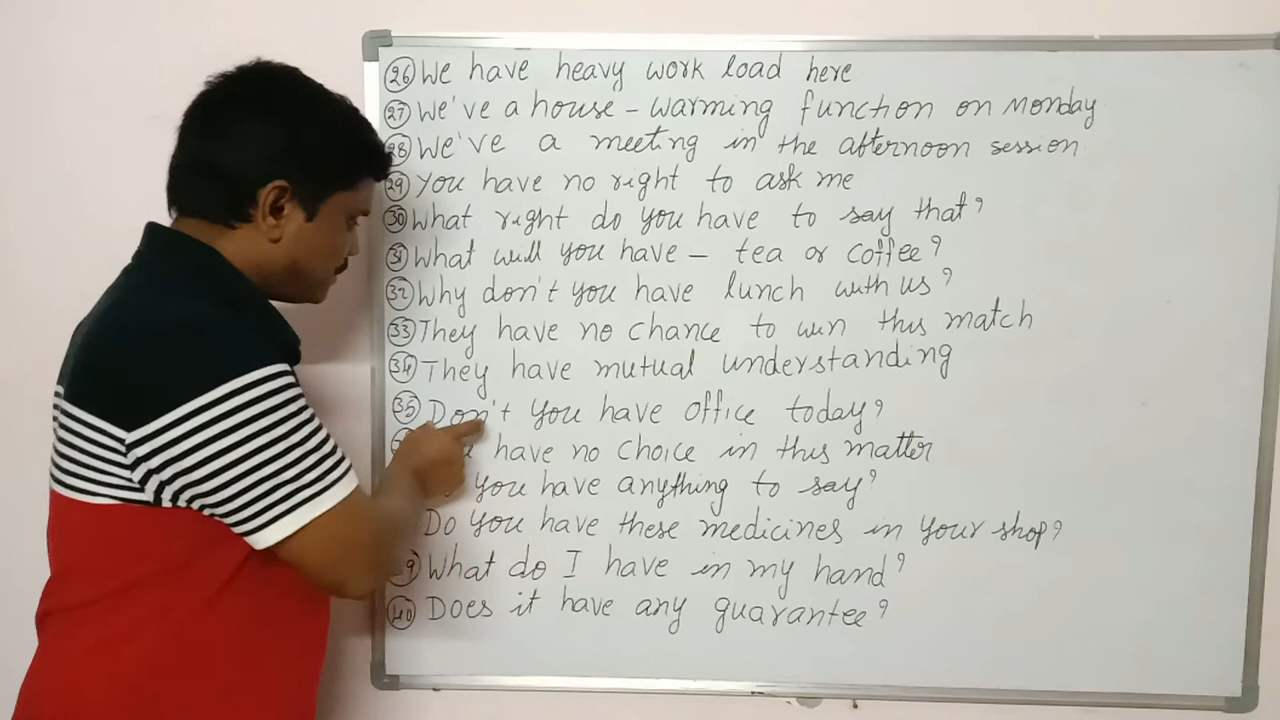 26 We have heavy work load here
27 We've a house - warming function on Monday
28 We've a meeting in the afternoon session
29 You have no right to ask me
30 What right do you have to say that?
31 What will you have - tea or coffee?
32 Why don't you have lunch with us?
33 They have no chance to win this match
34 They have mutual understanding
35 Don't you have office today?
have no choice in this matter
you have anything to say?
Do you have these medicines in your shop?
39 What do I have in my hand?
40 Does it have any guarantee?